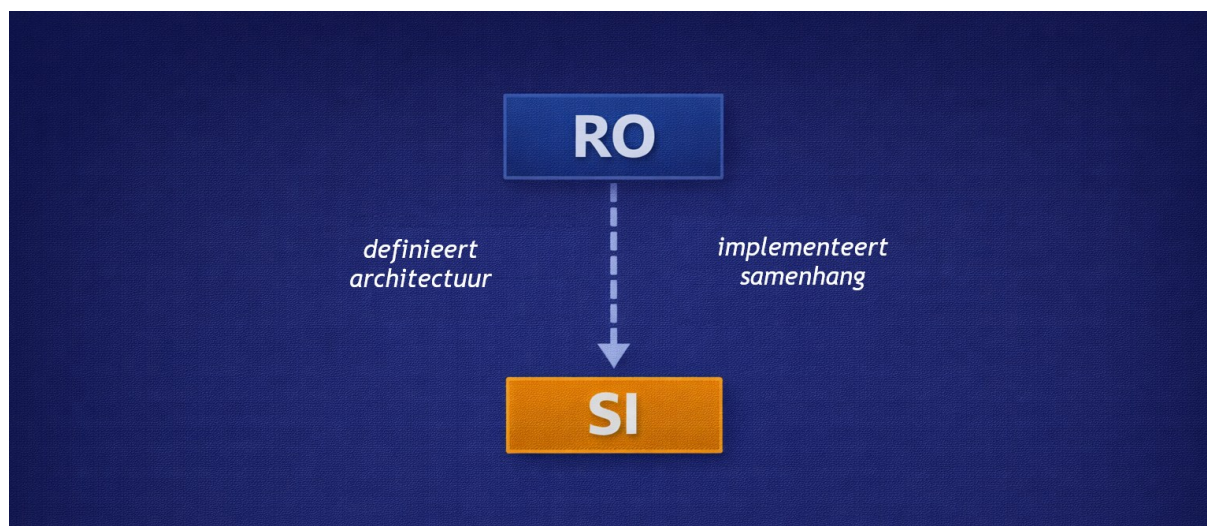 RO
definieert
architectuur
implementeert
samenhang
SI